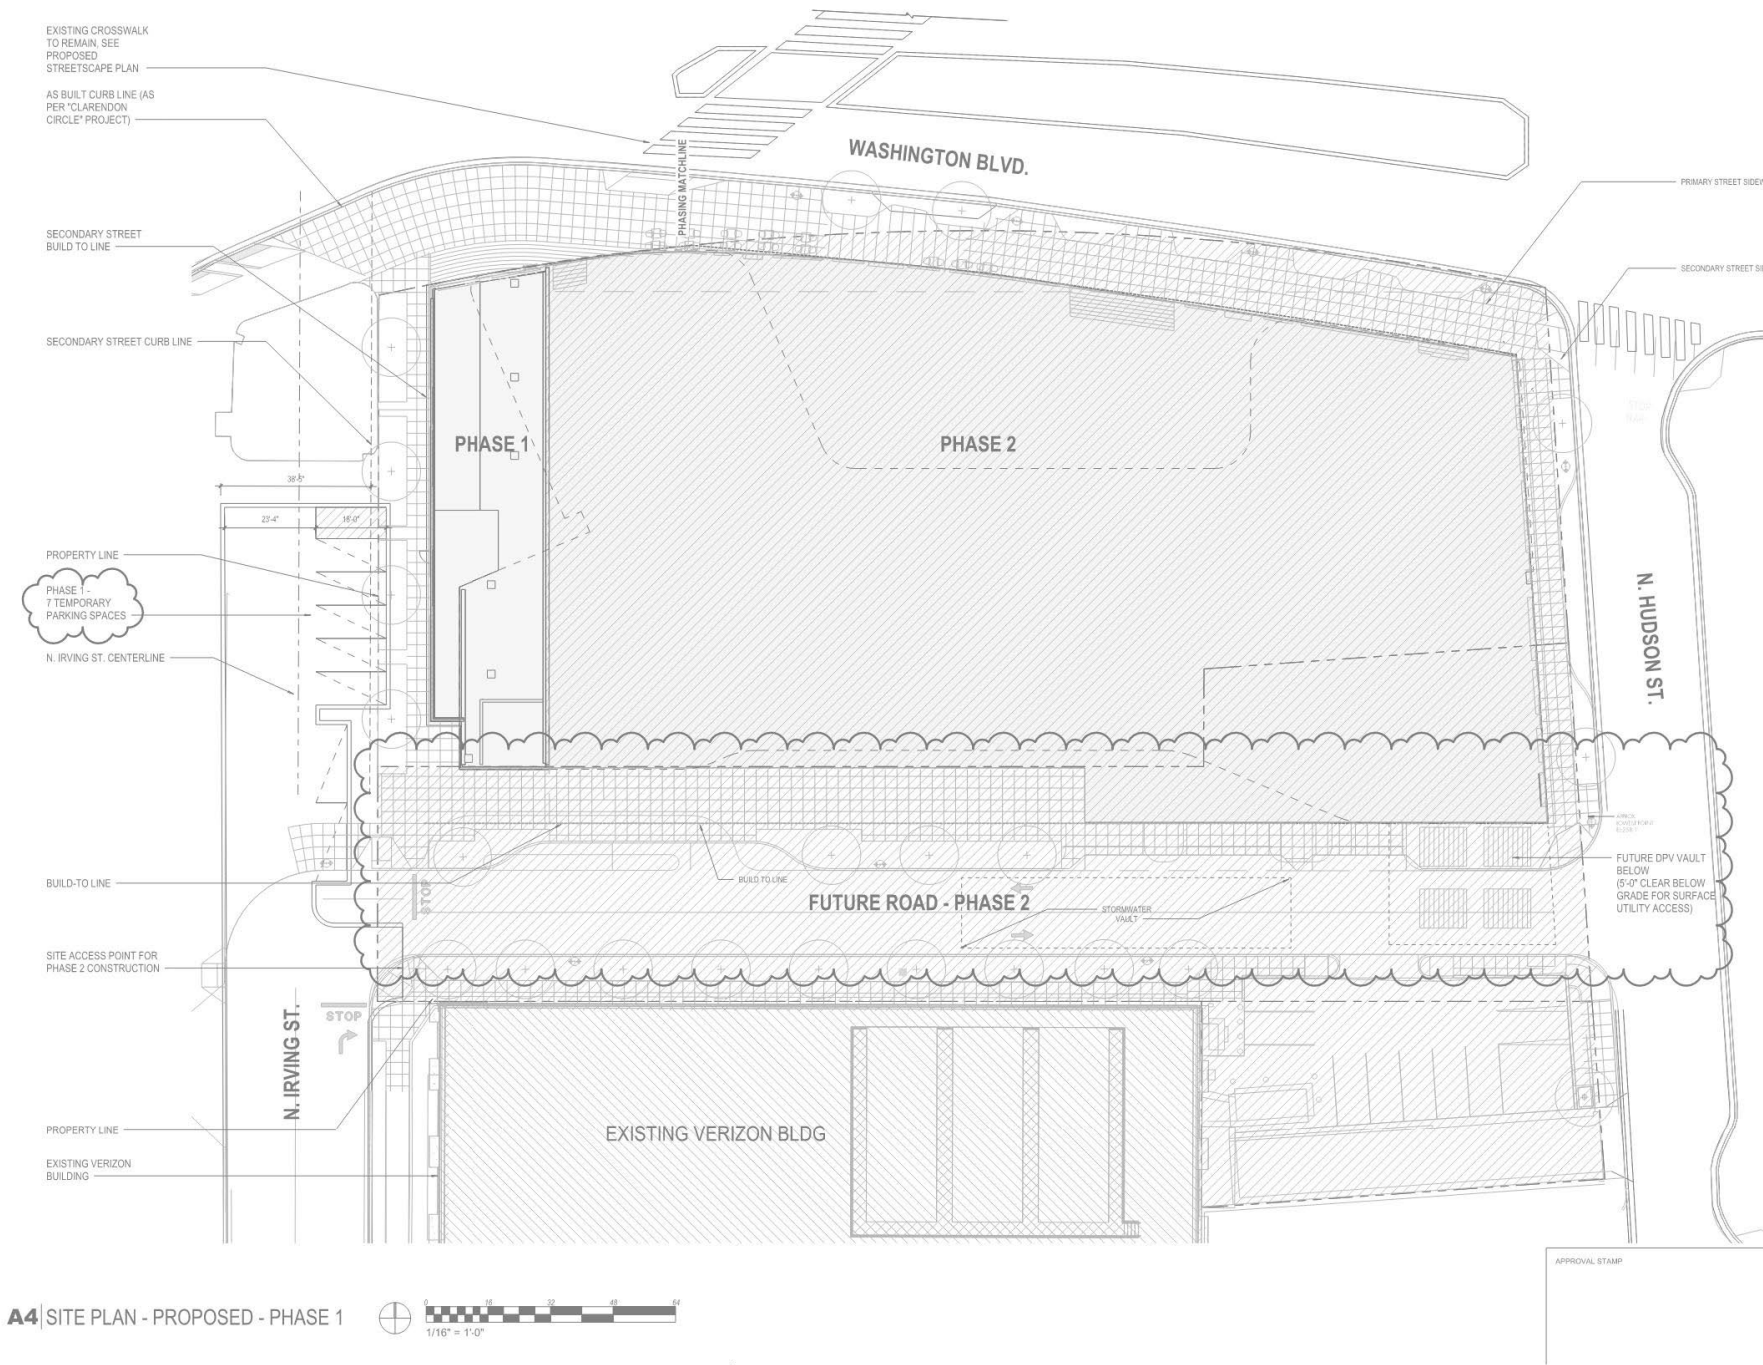 EXISTING CROSSWALK
TO REMAIN, SEE
PROPOSED
STREETSCAPE PLAN
AS BUILT CURB LINE (AS
PER "CLARENDON
CIRCLE" PROJECT)
SECONDARY STREET
BUILD TO LINE
SECONDARY STREET CURB LINE
38'-5"
23'-4"
18'-0"
PROPERTY LINE
PHASE 1 -
7 TEMPORARY
PARKING SPACES
N. IRVING ST. CENTERLINE
BUILD-TO LINE
SITE ACCESS POINT FOR
PHASE 2 CONSTRUCTION
PROPERTY LINE
EXISTING VERIZON
BUILDING
PHASING MATCHLINE
WASHINGTON BLVD.
PRIMARY STREET
SECONDARY STREET
PHASE 1
PHASE 2
N. HUDSON ST.
BUILD TO LINE
FUTURE ROAD - PHASE 2
STORMWATER
VAULT
FUTURE DPV VAULT
BELOW
(5'-0" CLEAR BELOW
GRADE FOR SURFACE
UTILITY ACCESS)
STOP
STOP
N. IRVING ST.
EXISTING VERIZON BLDG
APPROVAL STAMP
A4 SITE PLAN - PROPOSED - PHASE 1
0 16 32 48 64
1/16" = 1'-0"